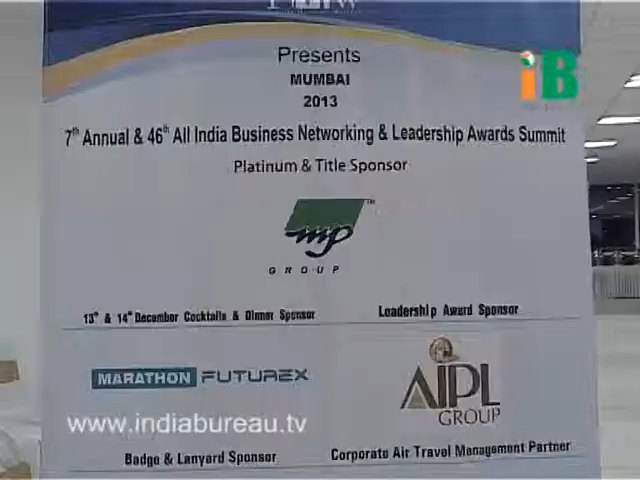 Presents
MUMBAI
2013
7th Annual & 46th All India Business Networking & Leadership Awards Summit
Platinum & Title Sponsor
mp
TM
GROUP
13th & 14th December Cocktails & Dinner Sponsor
Leadership Award Sponsor
MARATHON FUTUREX
AIPL
GROUP
www.indiabureau.tv
Badge & Lanyard Sponsor
Corporate Air Travel Management Partner
iB